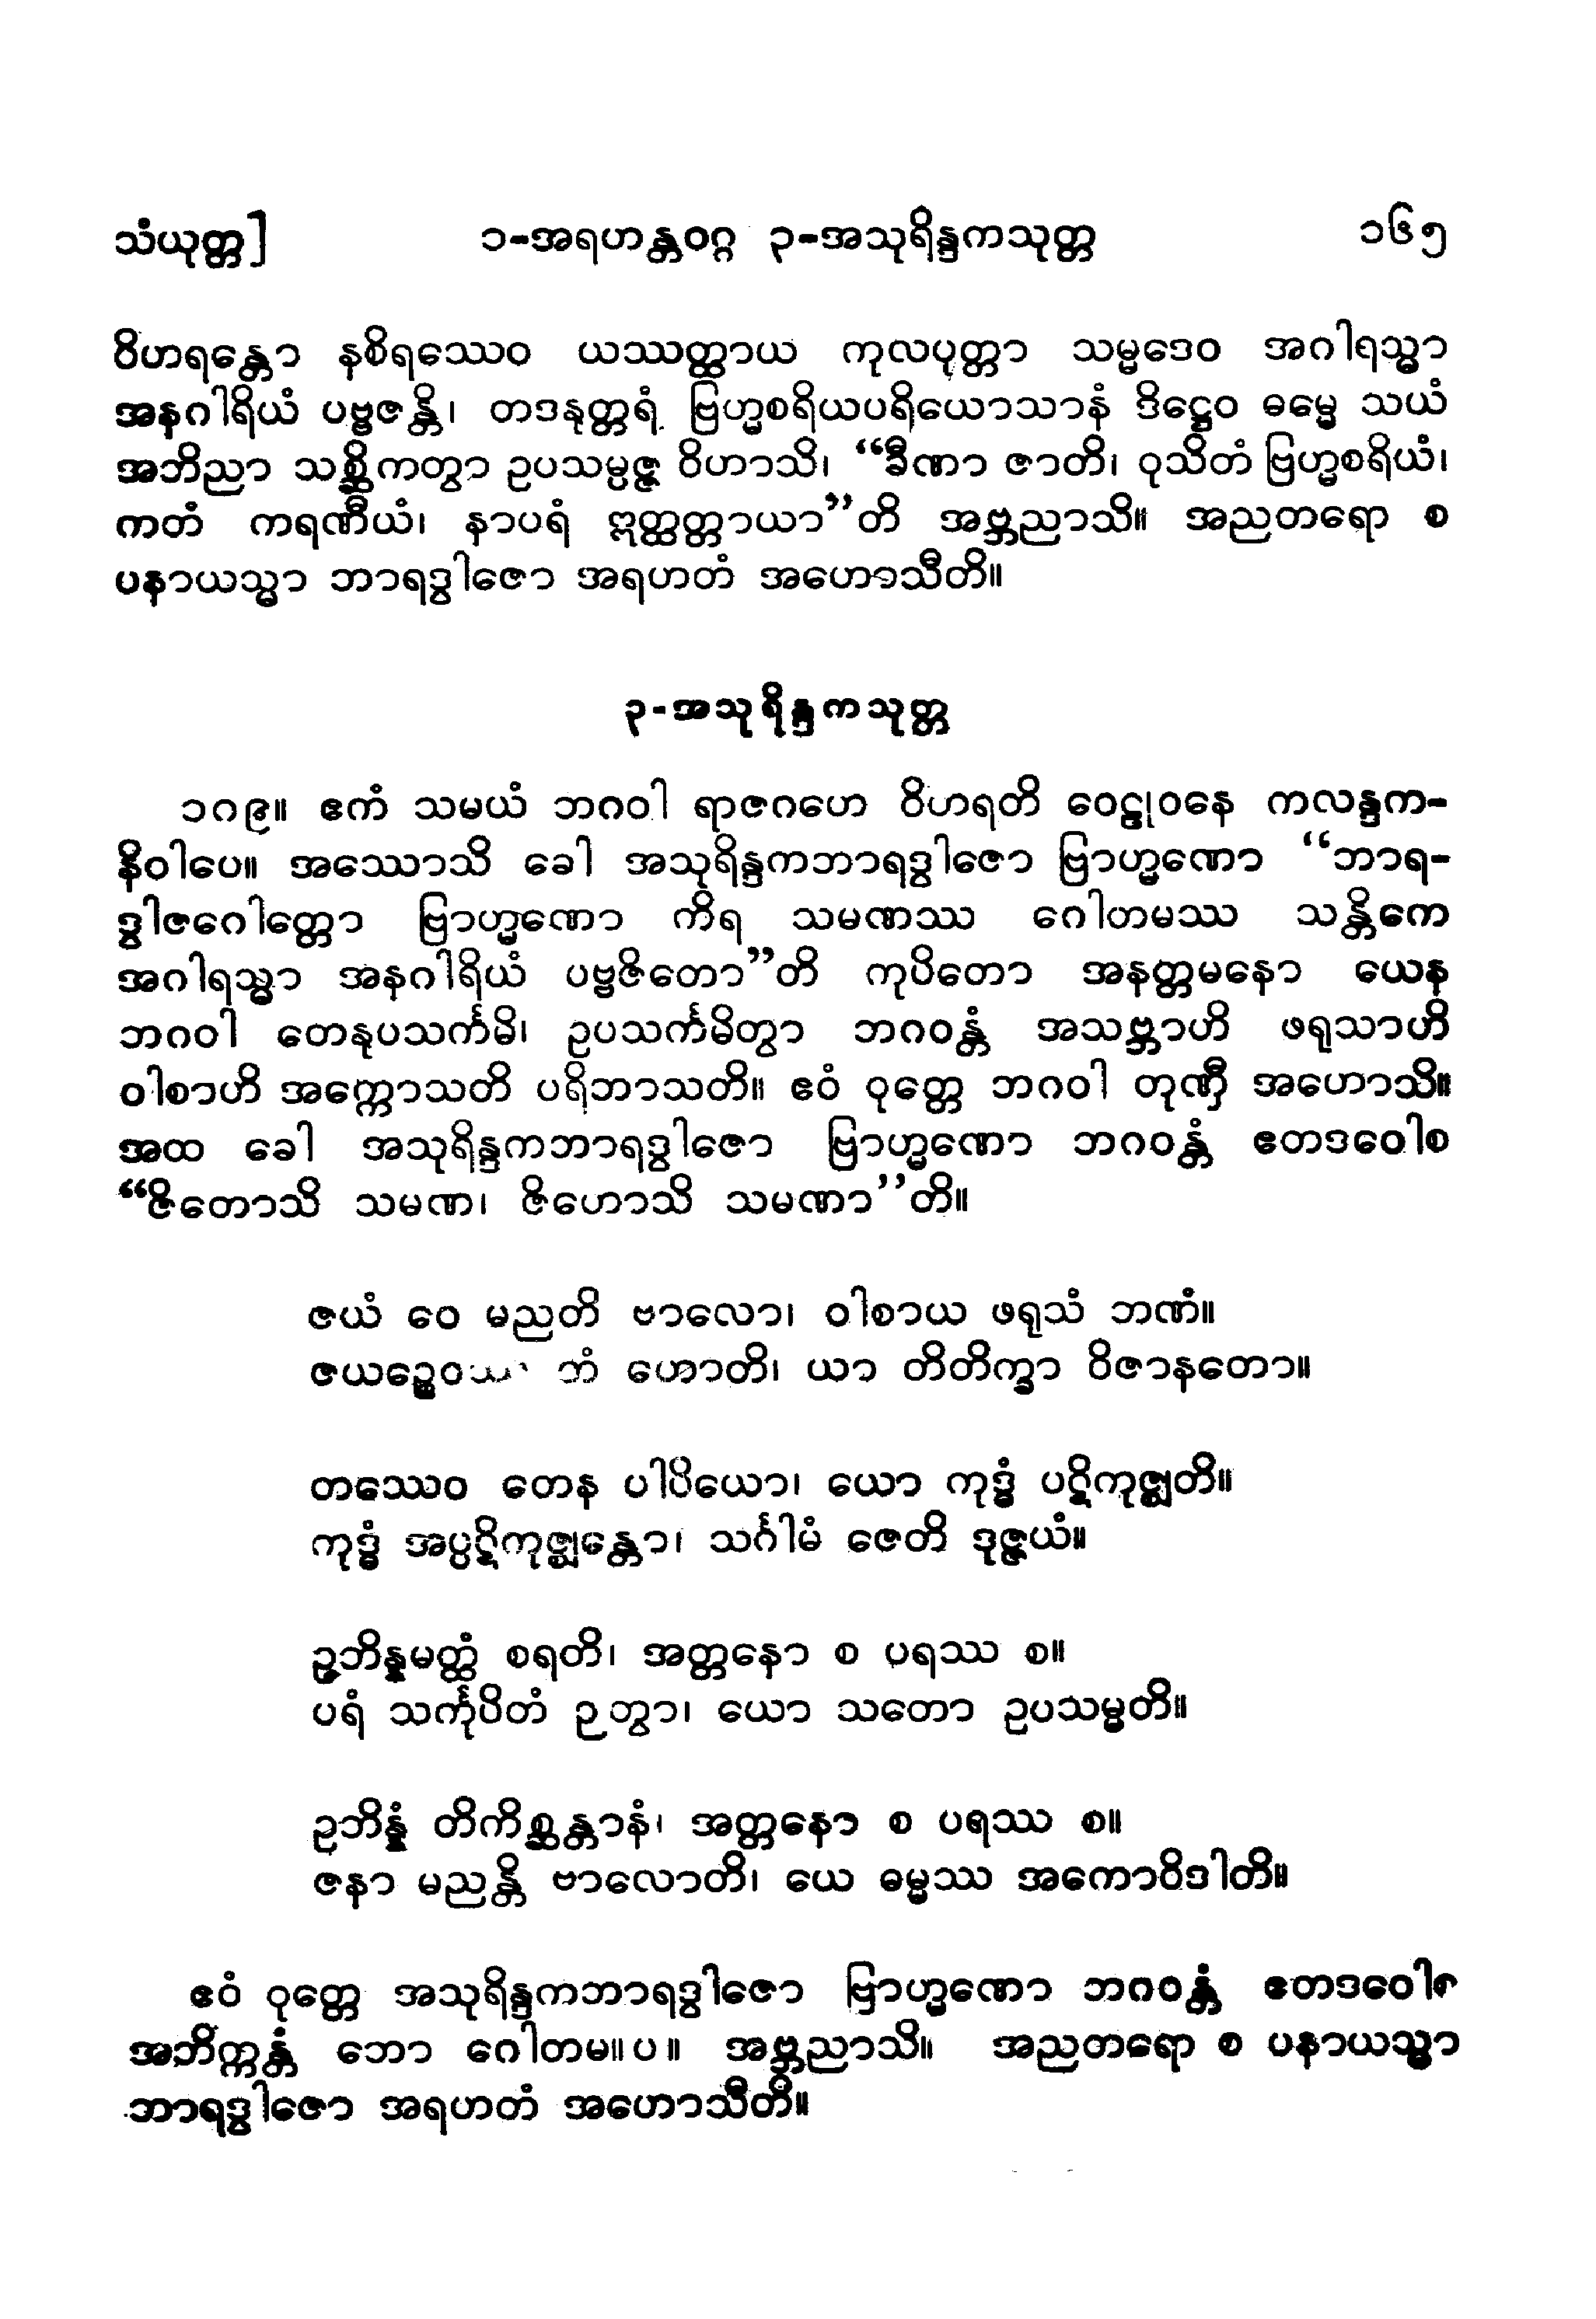 သံယုတ္တ] ၁-အရဟန္တဝဂ္ဂ ၃-အသုရိန္ဒကသုတ္တ ၁၆၅
ဝိဟရန္တော နစိရဿေဝ ယဿတ္ထာယ ကုလပုတ္တာ သမ္မဒေဝ အဂါရသ္မာ
အနဂါရိယံ ပဗ္ဗဇန္တိ၊ တဒနုတ္တရံ ဗြဟ္မစရိယပရိယောသာနံ ဒိဋ္ဌေဝ ဓမ္မေ သယံ
အဘိညာ သစ္ဆိကတွာ ဥပသမ္ပဇ္ဇ ဝိဟာသိ၊ “ခီဏာ ဇာတိ၊ ဝုသိတံ ဗြဟ္မစရိယံ၊
ကတံ ကရဏီယံ၊ နာပရံ ဣတ္ထတ္တာယာ”တိ အဗ္ဘညာသိ။ အညတရော စ
ပနာယသ္မာ ဘာရဒွါဇော အရဟတံ အဟောသီတိ။
၃-အသုရိန္ဒကသုတ္တ
၁၈၉။ ဧကံ သမယံ ဘဂဝါ ရာဇဂဟေ ဝိဟရတိ ဝေဠုဝနေ ကလန္ဒက-
နိဝါပေ။ အဿောသိ ခေါ အသုရိန္ဒကဘာရဒွါဇော ဗြာဟ္မဏော “ဘာရ-
ဒွါဇဂေါတ္တော ဗြာဟ္မဏော ကိရ သမဏဿ ဂေါတမဿ သန္တိကေ
အဂါရသ္မာ အနဂါရိယံ ပဗ္ဗဇိတော”တိ ကုပိတော အနတ္တမနော ယေန
ဘဂဝါ တေနုပသင်္ကမိ၊ ဥပသင်္ကမိတွာ ဘဂဝန္တံ အသဗ္ဘာဟိ ဖရုသာဟိ
ဝါစာဟိ အက္ကောသတိ ပရိဘာသတိ။ ဧဝံ ဝုတ္တေ ဘဂဝါ တုဏှီ အဟောသိ။
အထ ခေါ အသုရိန္ဒကဘာရဒွါဇော ဗြာဟ္မဏော ဘဂဝန္တံ ဧတဒဝေါစ
“ဇိတောသိ သမဏ၊ ဇိဟောသိ သမဏာ”တိ။
ဇယံ ဝေ မညတိ ဗာလော၊ ဝါစာယ ဖရုသံ ဘဏံ။
ဟောတိ၊ ယာ တိတိက္ခာ ဝိဇာနတော။
တဿေဝ တေန ပါပိယော၊ ယော ကုဒ္ဓံ ပဋိကုဇ္ဈတိ။
ကုဒ္ဓံ အပ္ပဋိကုဇ္ဈန္တော၊ သင်္ဂါမံ ဇေတိ ဒုဇ္ဇယံ။
ဥဘိန္နမတ္ထံ စရတိ၊ အတ္တနော စ ပရဿ စ။
ပရံ သင်္ကုပိတံ ဉတွာ၊ ယော သတော ဥပသမ္မတိ။
ဥဘိန္နံ တိကိစ္ဆန္တာနံ၊ အတ္တနော စ ပရဿ စ။
ဇနာ မညန္တိ ဗာလောတိ၊ ယေ ဓမ္မဿ အကောဝိဒါတိ။
ဧဝံ ဝုတ္တေ အသုရိန္ဒကဘာရဒွါဇော ဗြာဟ္မဏော ဘဂဝန္တံ ဧတဒဝေါစ
အဘိက္ကန္တံ ဘော ဂေါတမ။ပ။ အဗ္ဘညာသိ။ အညတရော စ ပနာယသ္မာ
ဘာရဒွါဇော အရဟတံ အဟောသီတိ။